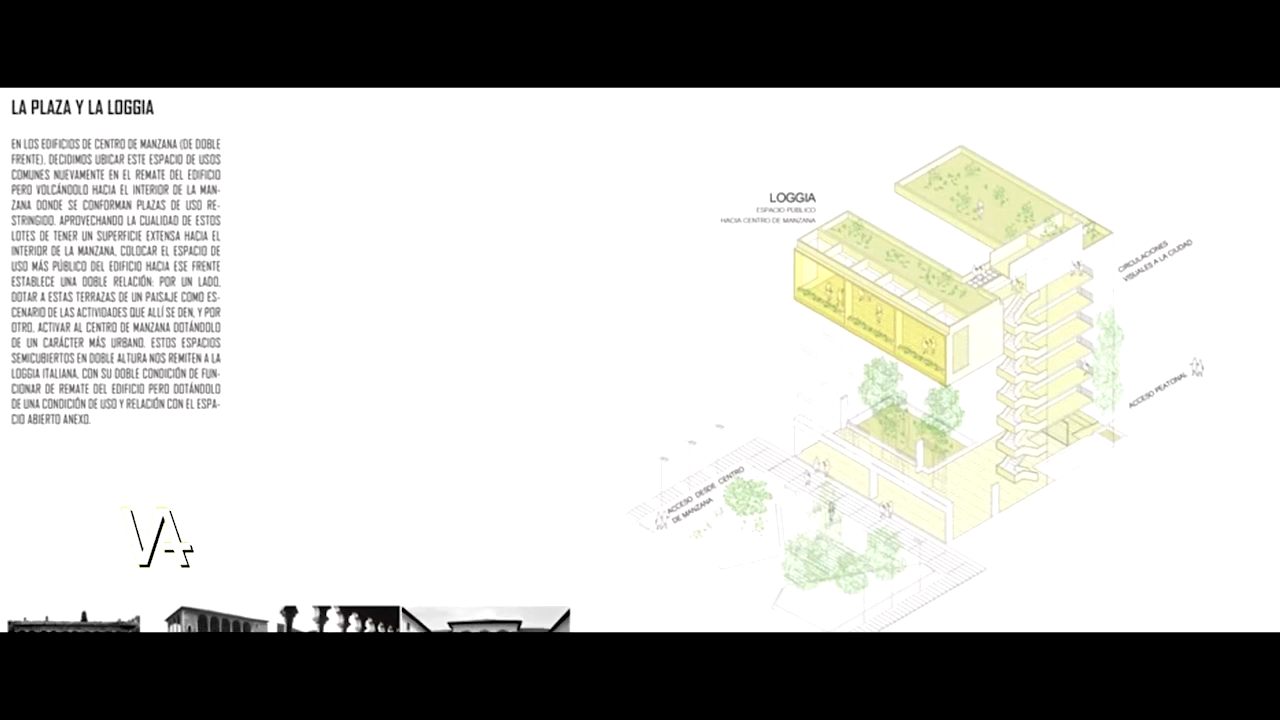 LA PLAZA Y LA LOGGIA
EN LOS EDIFICIOS DE CENTRO DE MANZANA (DE DOBLE
FRENTE), DECIDIMOS UBICAR ESTE ESPACIO DE USOS
COMUNES NUEVAMENTE EN EL REMATE DEL EDIFICIO
PERO VOLCÁNDOLO HACIA EL INTERIOR DE LA MAN-
ZANA DONDE SE CONFORMAN PLAZAS DE USO RE-
STRINGIDO. APROVECHANDO LA CUALIDAD DE ESTOS
LOTES DE TENER UN SUPERFICIE EXTENSA HACIA EL
INTERIOR DE LA MANZANA, COLOCAR EL ESPACIO DE
USO MÁS PÚBLICO DEL EDIFICIO HACIA ESE FRENTE
ESTABLECE UNA DOBLE RELACIÓN: POR UN LADO,
DOTAR A ESTAS TERRAZAS DE UN PAISAJE COMO ES-
CENARIO DE LAS ACTIVIDADES QUE ALLÍ SE DEN, Y POR
OTRO, ACTIVAR AL CENTRO DE MANZANA DOTÁNDOLO
DE UN CARÁCTER MÁS URBANO. ESTOS ESPACIOS
SEMICUBIERTOS EN DOBLE ALTURA NOS REMITEN A LA
LOGGIA ITALIANA, CON SU DOBLE CONDICIÓN DE FUN-
CIONAR DE REMATE DEL EDIFICIO PERO DOTÁNDOLO
DE UNA CONDICIÓN DE USO Y RELACIÓN CON EL ESPA-
CIO ABIERTO ANEXO.
LOGGIA
ESPACIO PÚBLICO
HACIA CENTRO DE MANZANA
CIRCULACIONES
VISUALES A LA CIUDAD
ACCESO PEATONAL
ACCESO DESDE CENTRO
DE MANZANA
VA